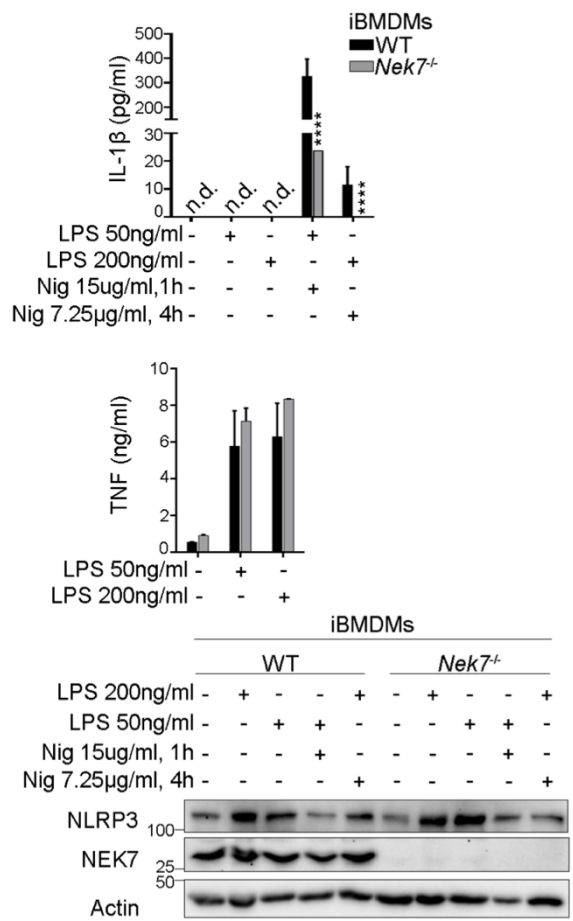 iBMDMs
WT
Nek7-/-
IL-1β (pg/ml)
500
400
300
200
100
30
20
10
0
n.d. n.d. n.d. **** ****
LPS 50ng/ml - + - + -
LPS 200ng/ml - - + - +
Nig 15ug/ml,1h - - - + -
Nig 7.25µg/ml, 4h - - - - +
TNF (ng/ml)
10
8
6
4
2
0
LPS 50ng/ml - + -
LPS 200ng/ml - - +
iBMDMs
WT Nek7-/-
LPS 200ng/ml - + - - + - + - - +
LPS 50ng/ml - - + + - - - + + -
Nig 15ug/ml, 1h - - - + - - - - + -
Nig 7.25µg/ml, 4h - - - - + - - - - +
NLRP3
100
NEK7
25
50
Actin